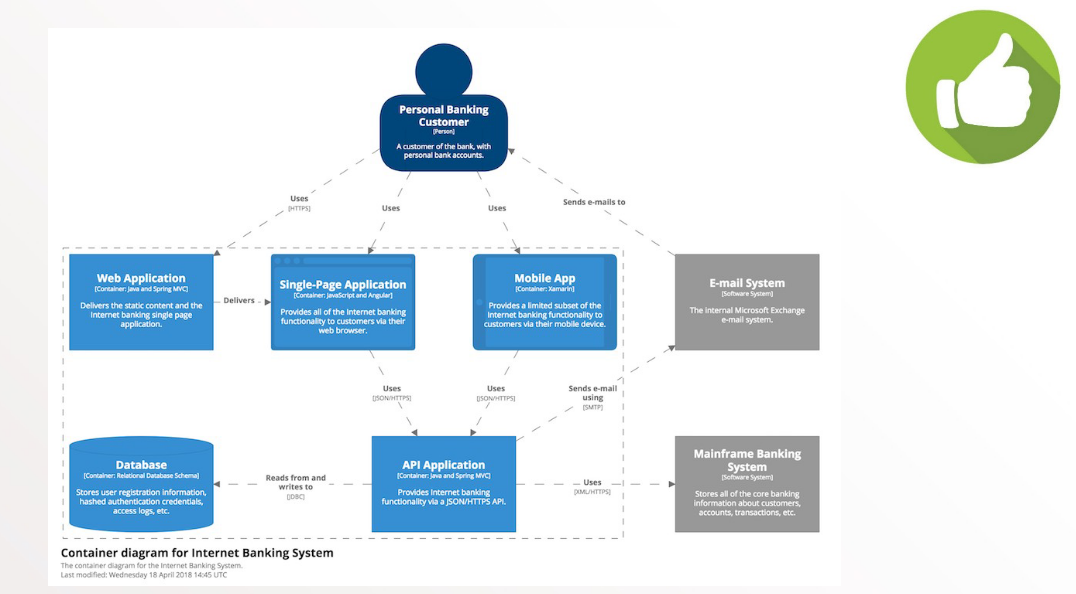 Personal Banking
Customer
[Person]
A customer of the bank, with
personal bank accounts.
Uses
[HTTPS]
Uses
Uses
Sends e-mails to
Web Application
[Container: Java and Spring MVC]
Delivers the static content and the
Internet banking single page
application.
Delivers
Single-Page Application
[Container: JavaScript and Angular]
Provides all of the Internet banking
functionality to customers via their
web browser.
Mobile App
[Container: Xamarin]
Provides a limited subset of the
Internet banking functionality to
customers via their mobile device.
E-mail System
[Software System]
The internal Microsoft Exchange
e-mail system.
Uses
[JSON/HTTPS]
Uses
[JSON/HTTPS]
Sends e-mail
using
[SMTP]
Database
[Container: Relational Database Schema]
Stores user registration information,
hashed authentication credentials,
access logs, etc.
Reads from and
writes to
[JDBC]
API Application
[Container: Java and Spring MVC]
Provides Internet banking
functionality via a JSON/HTTPS API.
Uses
[XML/HTTPS]
Mainframe Banking
System
[Software System]
Stores all of the core banking
information about customers,
accounts, transactions, etc.
Container diagram for Internet Banking System
The container diagram for the Internet Banking System.
Last modified: Wednesday 18 April 2018 14:45 UTC